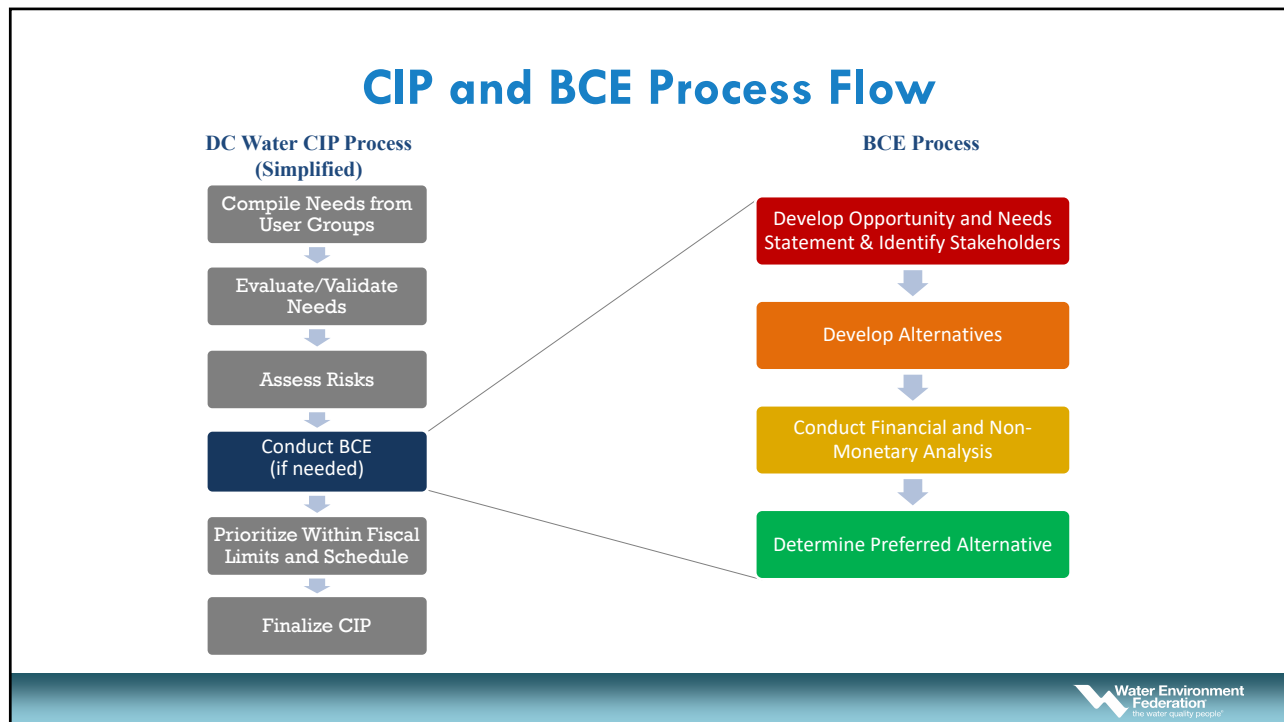 CIP and BCE Process Flow
DC Water CIP Process
(Simplified)
Compile Needs from
User Groups
Evaluate/Validate
Needs
Assess Risks
Conduct BCE
(if needed)
Prioritize Within Fiscal
Limits and Schedule
Finalize CIP
BCE Process
Develop Opportunity and Needs
Statement & Identify Stakeholders
Develop Alternatives
Conduct Financial and Non-
Monetary Analysis
Determine Preferred Alternative
Water Environment
Federation®
the water quality people®